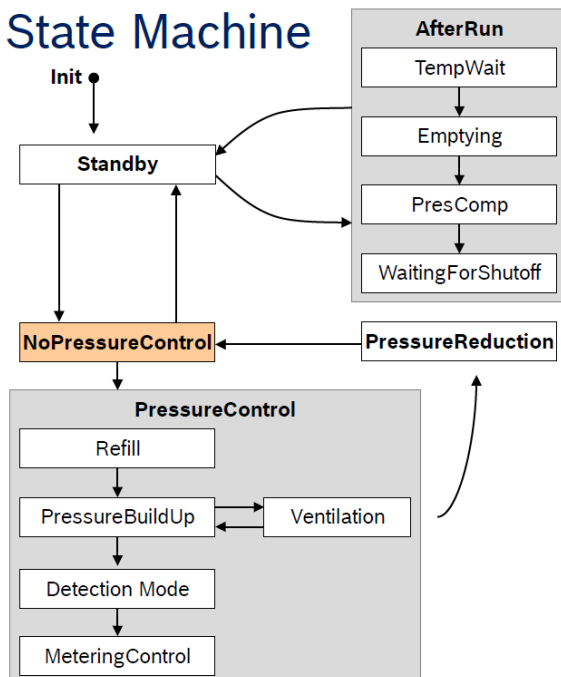 State Machine
Init
Standby
AfterRun
TempWait
Emptying
PresComp
WaitingForShutoff
NoPressureControl
PressureReduction
PressureControl
Refill
PressureBuildUp
Ventilation
Detection Mode
MeteringControl